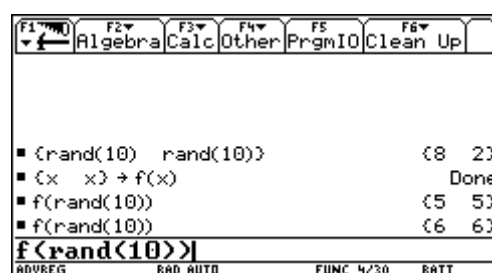 F1 F2 F3 F4 F5 F6
Algebra Calc Other PrgmIO Clean Up
{rand(10) rand(10)} {8 2}
{x x} → f(x) Done
f(rand(10)) {5 5}
f(rand(10)) {6 6}
f(rand(10))
ADVREG RAD AUTO FUNC 4/30 BATT